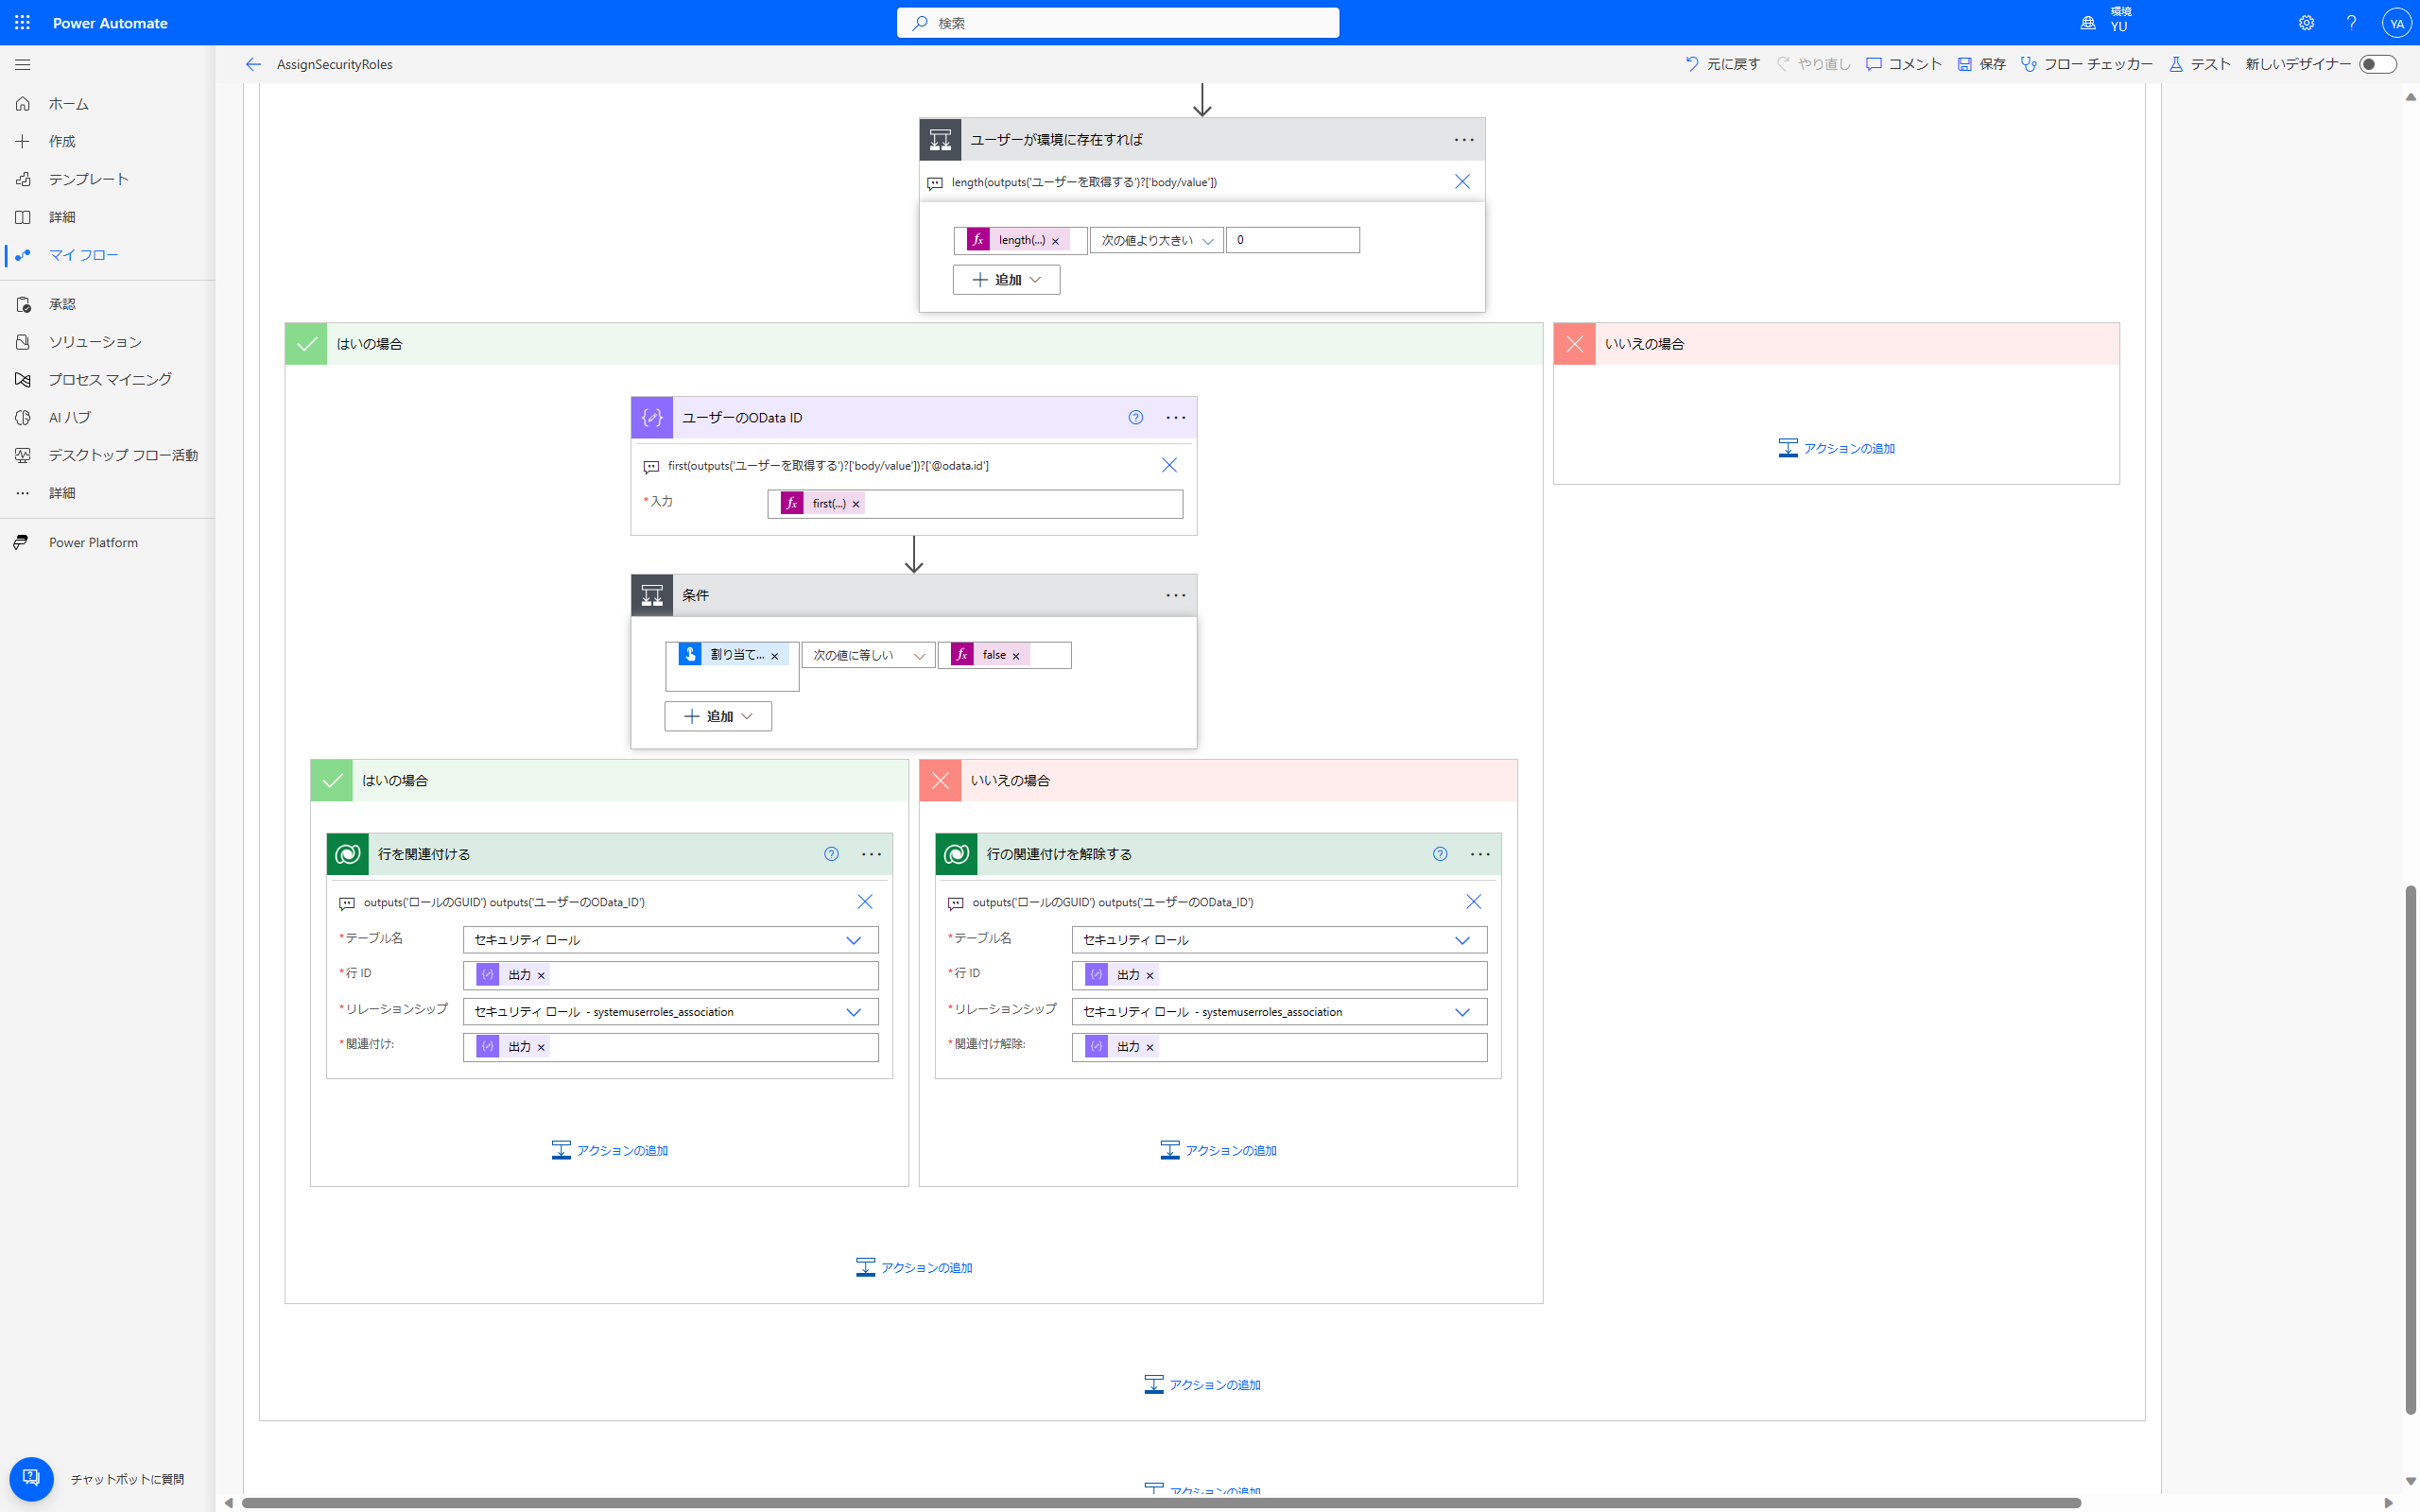 Power Automate
検索
環境
YU
YA
AssignSecurityRoles
元に戻す
やり直し
コメント
保存
フロー チェッカー
テスト
新しいデザイナー
ホーム
作成
テンプレート
詳細
マイ フロー
承認
ソリューション
プロセス マイニング
AI ハブ
デスクトップ フロー活動
詳細
Power Platform
チャットボットに質問
ユーザーが環境に存在すれば
length(outputs('ユーザーを取得する')?['body/value'])
length(...) 次の値より大きい 0
追加
はいの場合
いいえの場合
アクションの追加
ユーザーのOData ID
first(outputs('ユーザーを取得する')?['body/value'])?['@odata.id']
*入力 first(...)
条件
割り当て... 次の値に等しい false
追加
はいの場合
行を関連付ける
outputs('ロールのGUID') outputs('ユーザーのOData_ID')
*テーブル名 セキュリティ ロール
*行 ID 出力
*リレーションシップ セキュリティ ロール - systemuserroles_association
*関連付け: 出力
アクションの追加
いいえの場合
行の関連付けを解除する
outputs('ロールのGUID') outputs('ユーザーのOData_ID')
*テーブル名 セキュリティ ロール
*行 ID 出力
*リレーションシップ セキュリティ ロール - systemuserroles_association
*関連付け解除: 出力
アクションの追加
アクションの追加
アクションの追加
アクションの追加